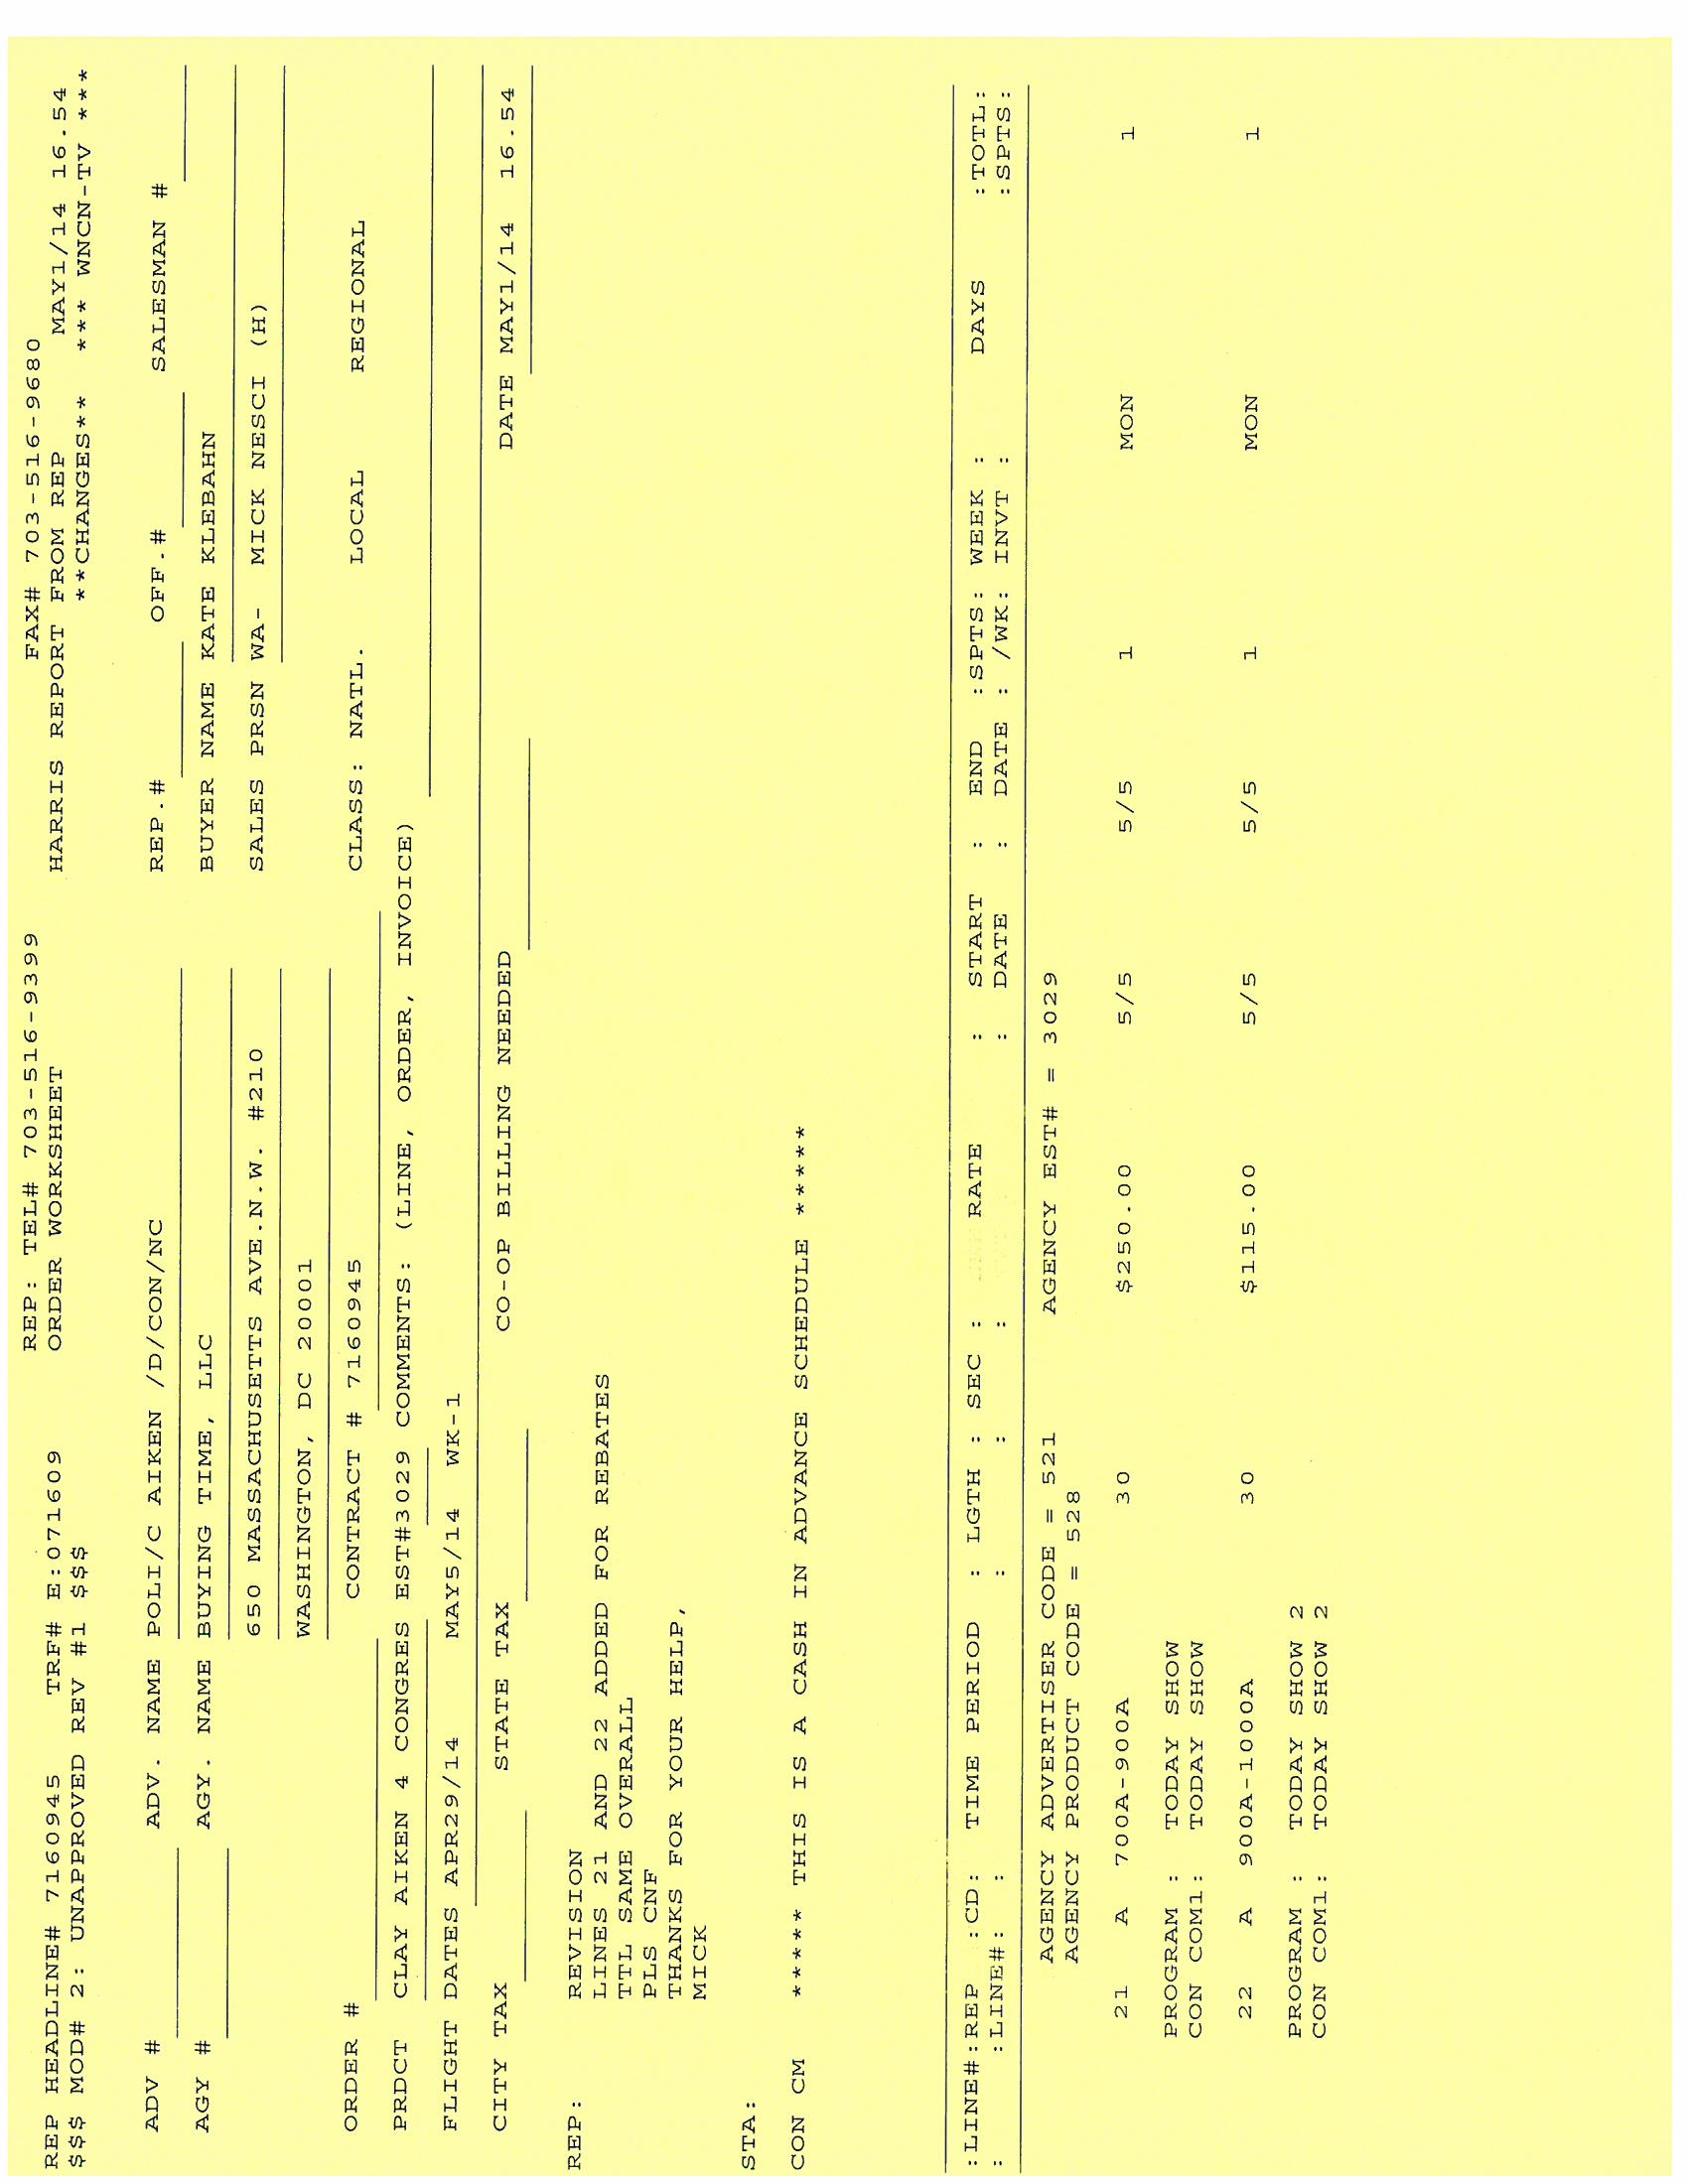 REP: TEL# 703-516-9399 FAX# 703-516-9680
REP HEADLINE# 7160945 TRF# E:071609 ORDER WORKSHEET HARRIS REPORT FROM REP MAY1/14 16.54
$$$ MOD# 2: UNAPPROVED REV #1 $$$ **CHANGES** *** WNCN-TV ***
ADV # ADV. NAME POLI/C AIKEN /D/CON/NC REP.# OFF.# SALESMAN #
AGY # AGY. NAME BUYING TIME, LLC BUYER NAME KATE KLEBAHN
650 MASSACHUSETTS AVE.N.W. #210 SALES PRSN WA- MICK NESCI (H)
WASHINGTON, DC 20001
ORDER # CONTRACT # 7160945 CLASS: NATL. LOCAL REGIONAL
PRDCT CLAY AIKEN 4 CONGRES EST#3029 COMMENTS: (LINE, ORDER, INVOICE)
FLIGHT DATES APR29/14 MAY5/14 WK-1
CITY TAX STATE TAX CO-OP BILLING NEEDED DATE MAY1/14 16.54
REP: REVISION
LINES 21 AND 22 ADDED FOR REBATES
TTL SAME OVERALL
PLS CNF
THANKS FOR YOUR HELP,
MICK
STA:
CON CM ***** THIS IS A CASH IN ADVANCE SCHEDULE *****
:LINE#:REP :CD: TIME PERIOD : LGTH : SEC : RATE : START : END :SPTS: WEEK : DAYS :TOTL:
: :LINE#: : : : : : DATE : DATE : /WK: INVT : :SPTS:
AGENCY ADVERTISER CODE = 521 AGENCY EST# = 3029
AGENCY PRODUCT CODE = 528
21 A 700A-900A 30 $250.00 5/5 5/5 1 MON 1
PROGRAM : TODAY SHOW
CON COM1: TODAY SHOW
22 A 900A-1000A 30 $115.00 5/5 5/5 1 MON 1
PROGRAM : TODAY SHOW 2
CON COM1: TODAY SHOW 2